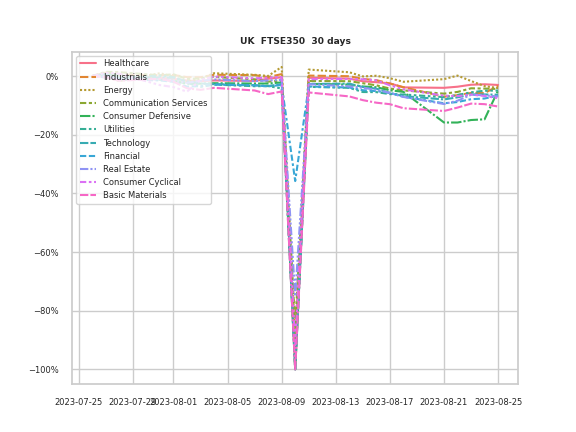 UK FTSE350 30 days
Healthcare
Industrials
Energy
Communication Services
Consumer Defensive
Utilities
Technology
Financial
Real Estate
Consumer Cyclical
Basic Materials
0%
−20%
−40%
−60%
−80%
−100%
2023-07-25 2023-07-29 2023-08-01 2023-08-05 2023-08-09 2023-08-13 2023-08-17 2023-08-21 2023-08-25